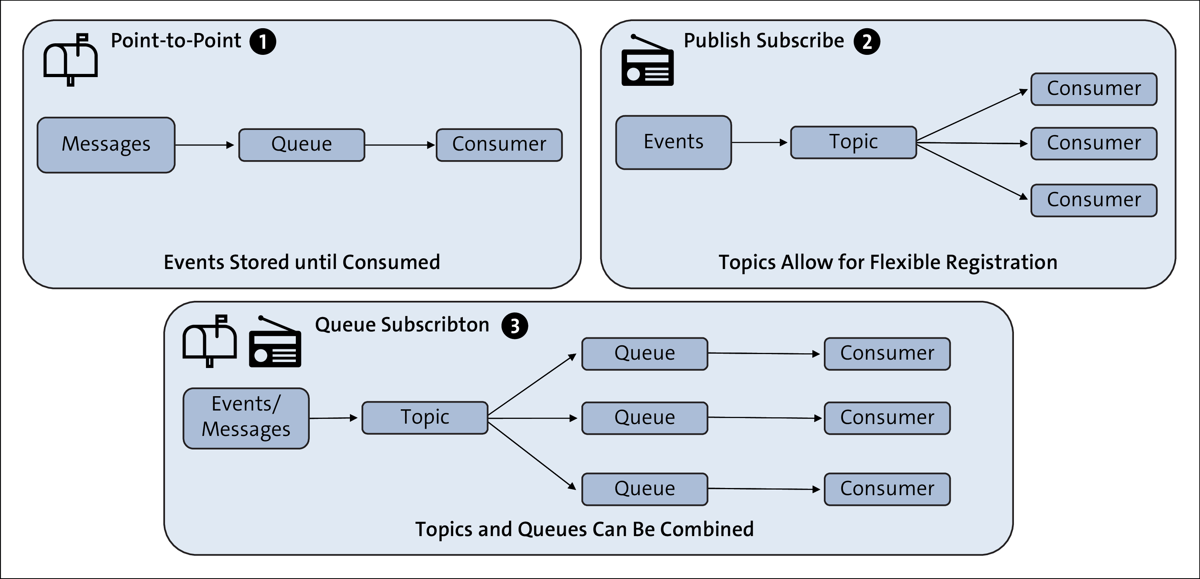 Point-to-Point 1
Messages
Queue
Consumer
Events Stored until Consumed
Publish Subscribe 2
Events
Topic
Consumer
Consumer
Consumer
Topics Allow for Flexible Registration
Queue Subscribton 3
Events/
Messages
Topic
Queue
Consumer
Queue
Consumer
Queue
Consumer
Topics and Queues Can Be Combined